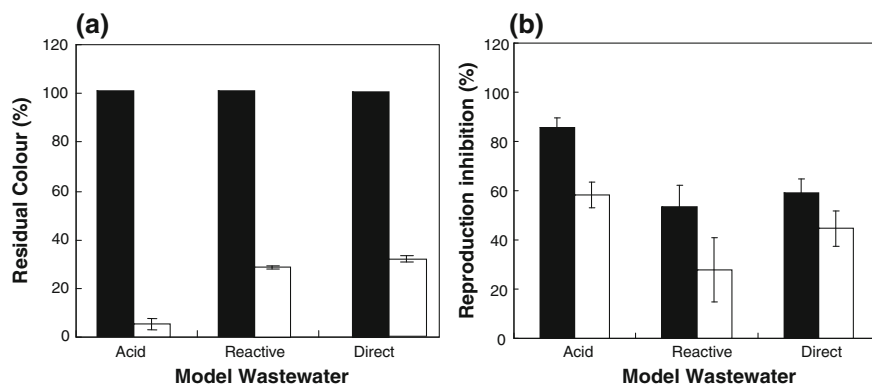 (a)
120
100
80
60
40
20
0
Residual Colour (%)
Acid Reactive Direct
Model Wastewater
(b)
120
100
80
60
40
20
0
Reproduction inhibition (%)
Acid Reactive Direct
Model Wastewater